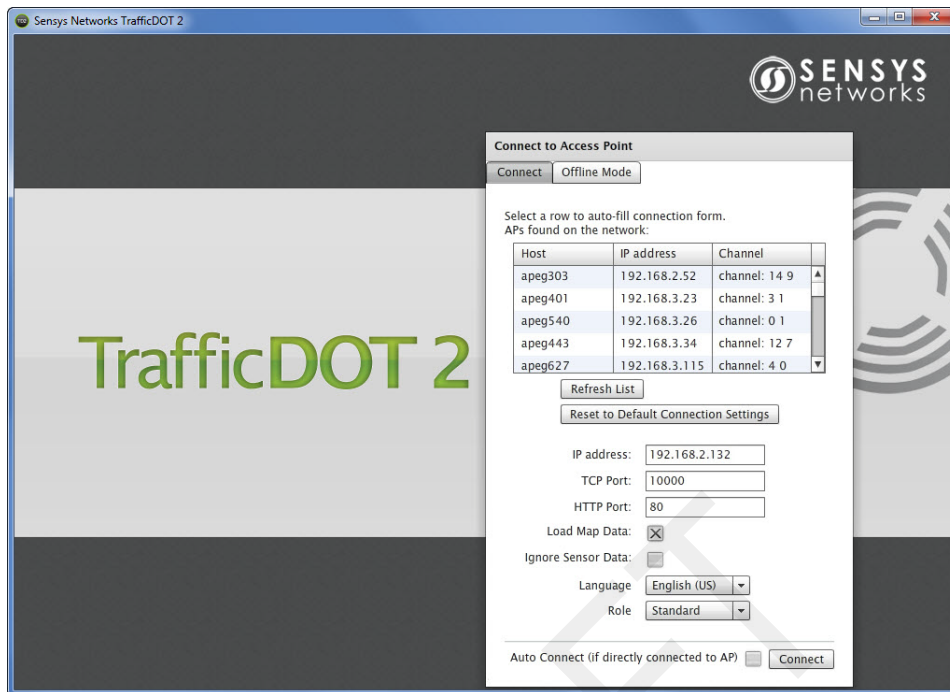 Sensys Networks TrafficDOT 2
SENSYS
networks
Connect to Access Point
Connect Offline Mode
Select a row to auto-fill connection form.
APs found on the network:
Host IP address Channel
apeg303 192.168.2.52 channel: 14 9
apeg401 192.168.3.23 channel: 3 1
apeg540 192.168.3.26 channel: 0 1
apeg443 192.168.3.34 channel: 12 7
apeg627 192.168.3.115 channel: 4 0
TrafficDOT 2
Refresh List
Reset to Default Connection Settings
IP address: 192.168.2.132
TCP Port: 10000
HTTP Port: 80
Load Map Data:
Ignore Sensor Data:
Language English (US)
Role Standard
Auto Connect (if directly connected to AP) Connect